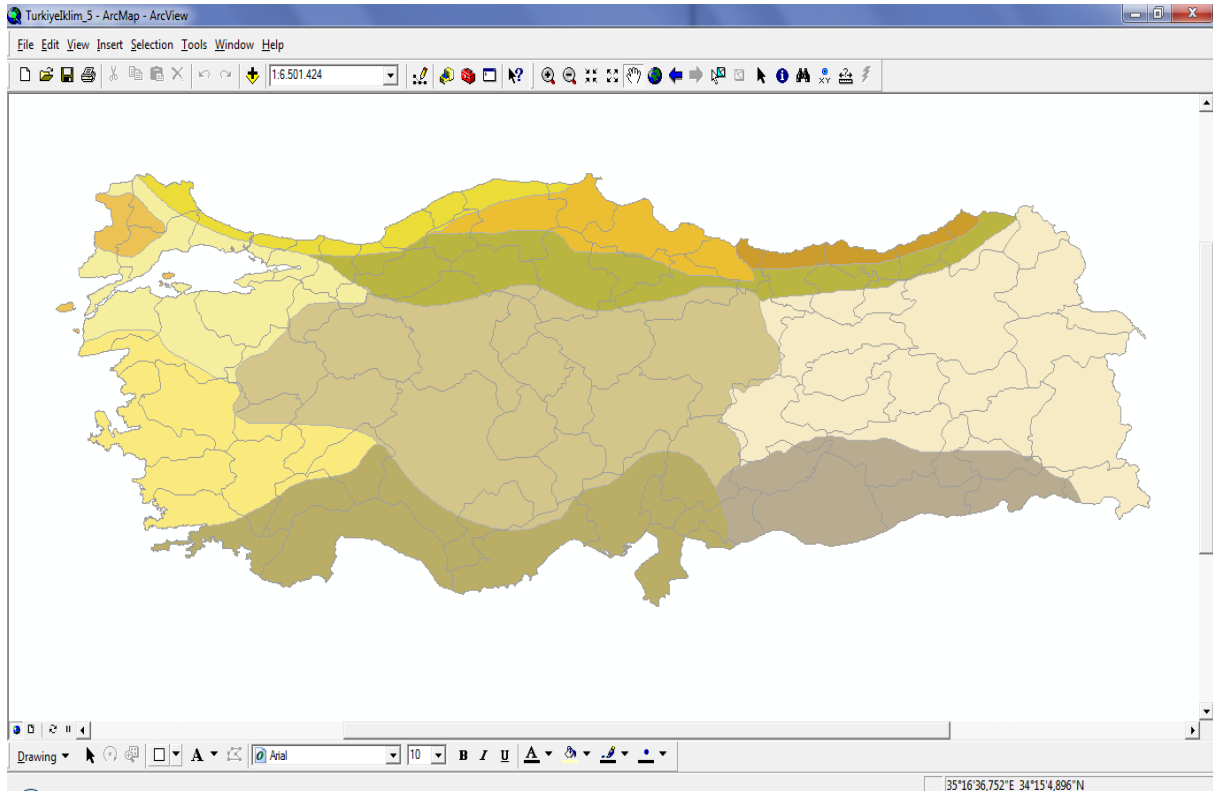 TurkiyeIklim_5 - ArcMap - ArcView
File Edit View Insert Selection Tools Window Help
1:6.501.424
XY
Drawing Arial 10 B I U A
35°16'36,752"E 34°15'4,896"N